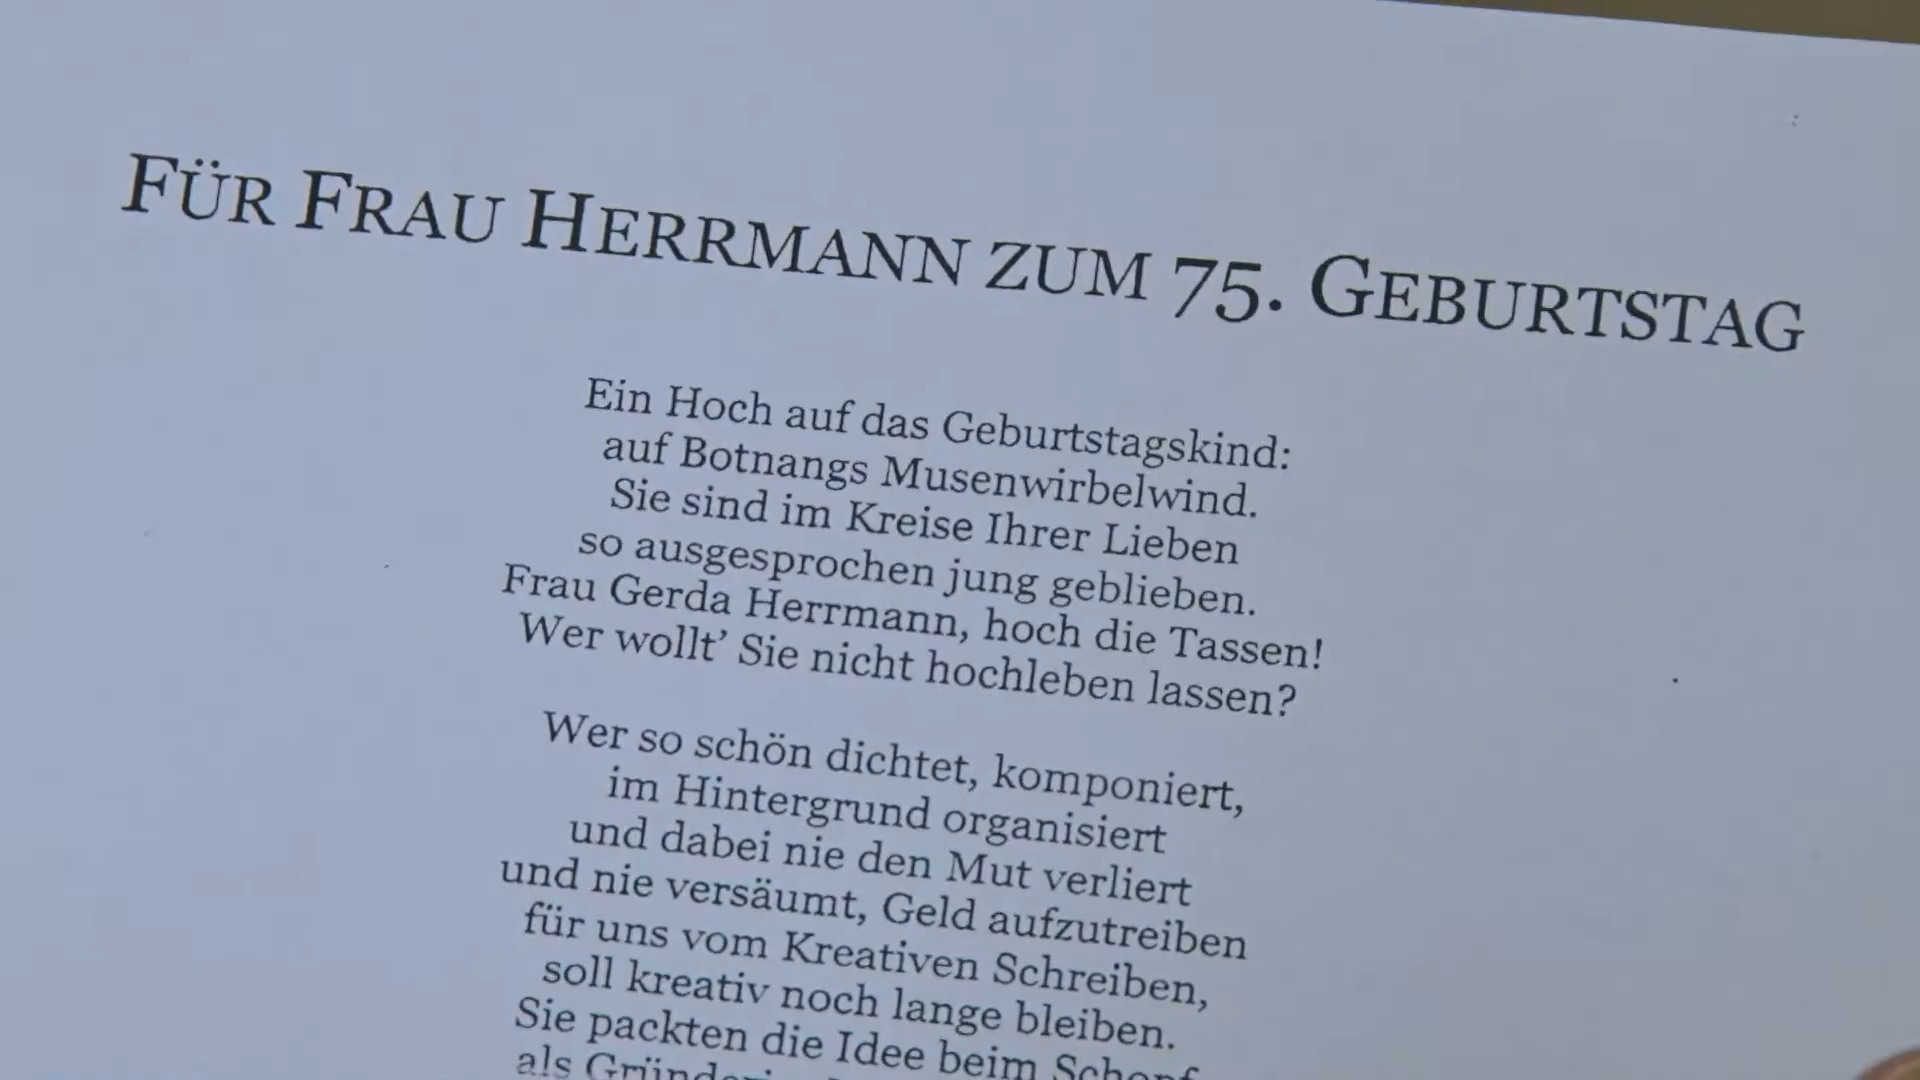 FÜR FRAU HERRMANN ZUM 75. GEBURTSTAG
Ein Hoch auf das Geburtstagskind:
auf Botnangs Musenwirbelwind.
Sie sind im Kreise Ihrer Lieben
so ausgesprochen jung geblieben.
Frau Gerda Herrmann, hoch die Tassen!
Wer wollt’ Sie nicht hochleben lassen?
Wer so schön dichtet, komponiert,
im Hintergrund organisiert
und dabei nie den Mut verliert
und nie versäumt, Geld aufzutreiben
für uns vom Kreativen Schreiben,
soll kreativ noch lange bleiben.
Sie packten die Idee beim Schopf
als